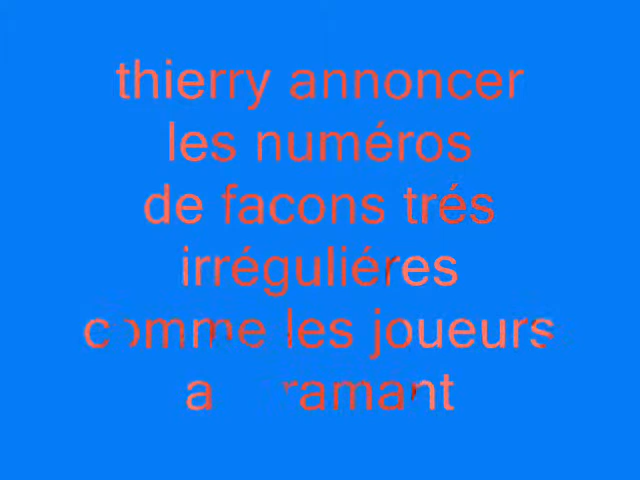 thierry annoncer
les numéros
de facons trés
irréguliéres
comme les joueurs
a